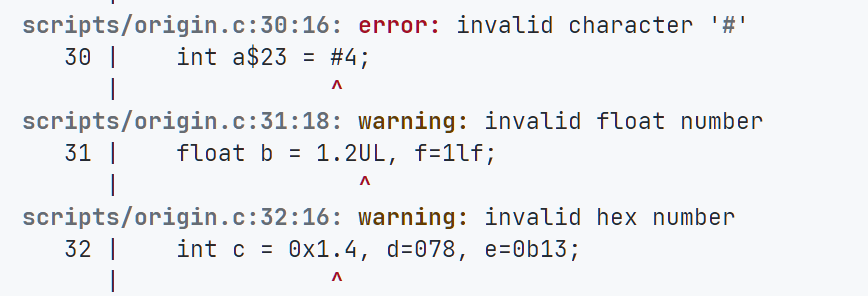 scripts/origin.c:30:16: error: invalid character '#'
   30 |    int a$23 = #4;
      |               ^
scripts/origin.c:31:18: warning: invalid float number
   31 |    float b = 1.2UL, f=1lf;
      |                 ^
scripts/origin.c:32:16: warning: invalid hex number
   32 |    int c = 0x1.4, d=078, e=0b13;
      |               ^